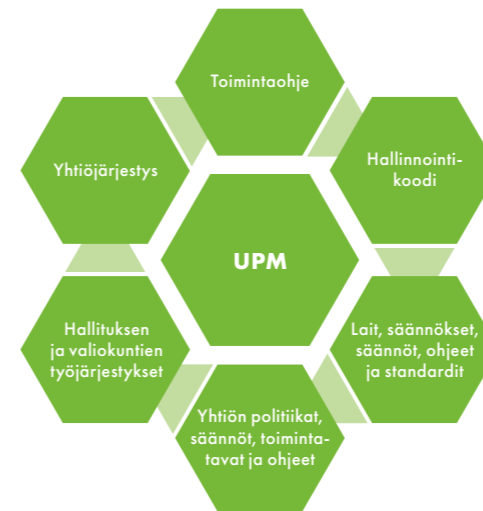 Toimintaohje
Yhtiöjärjestys
Hallinnointi-
koodi
UPM
Hallituksen
ja valiokuntien
työjärjestykset
Lait, säännökset,
säännöt, ohjeet
ja standardit
Yhtiön politiikat,
säännöt, toiminta-
tavat ja ohjeet